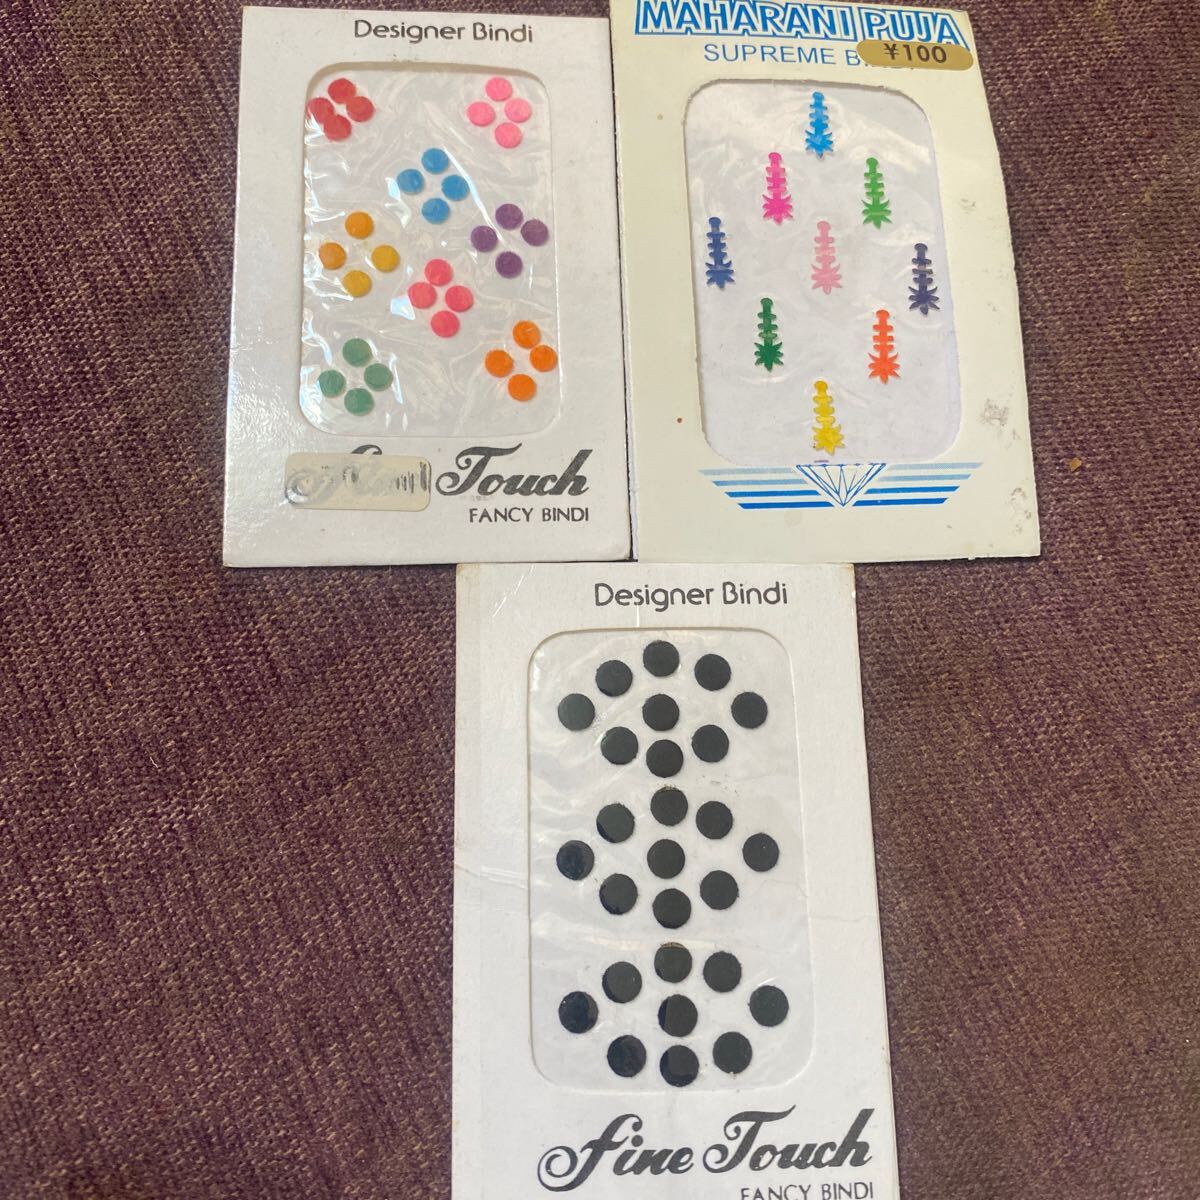 Designer Bindi
Touch
FANCY BINDI
MAHARANI PUJA
SUPREME
¥100
Designer Bindi
fine Touch
FANCY BINDI